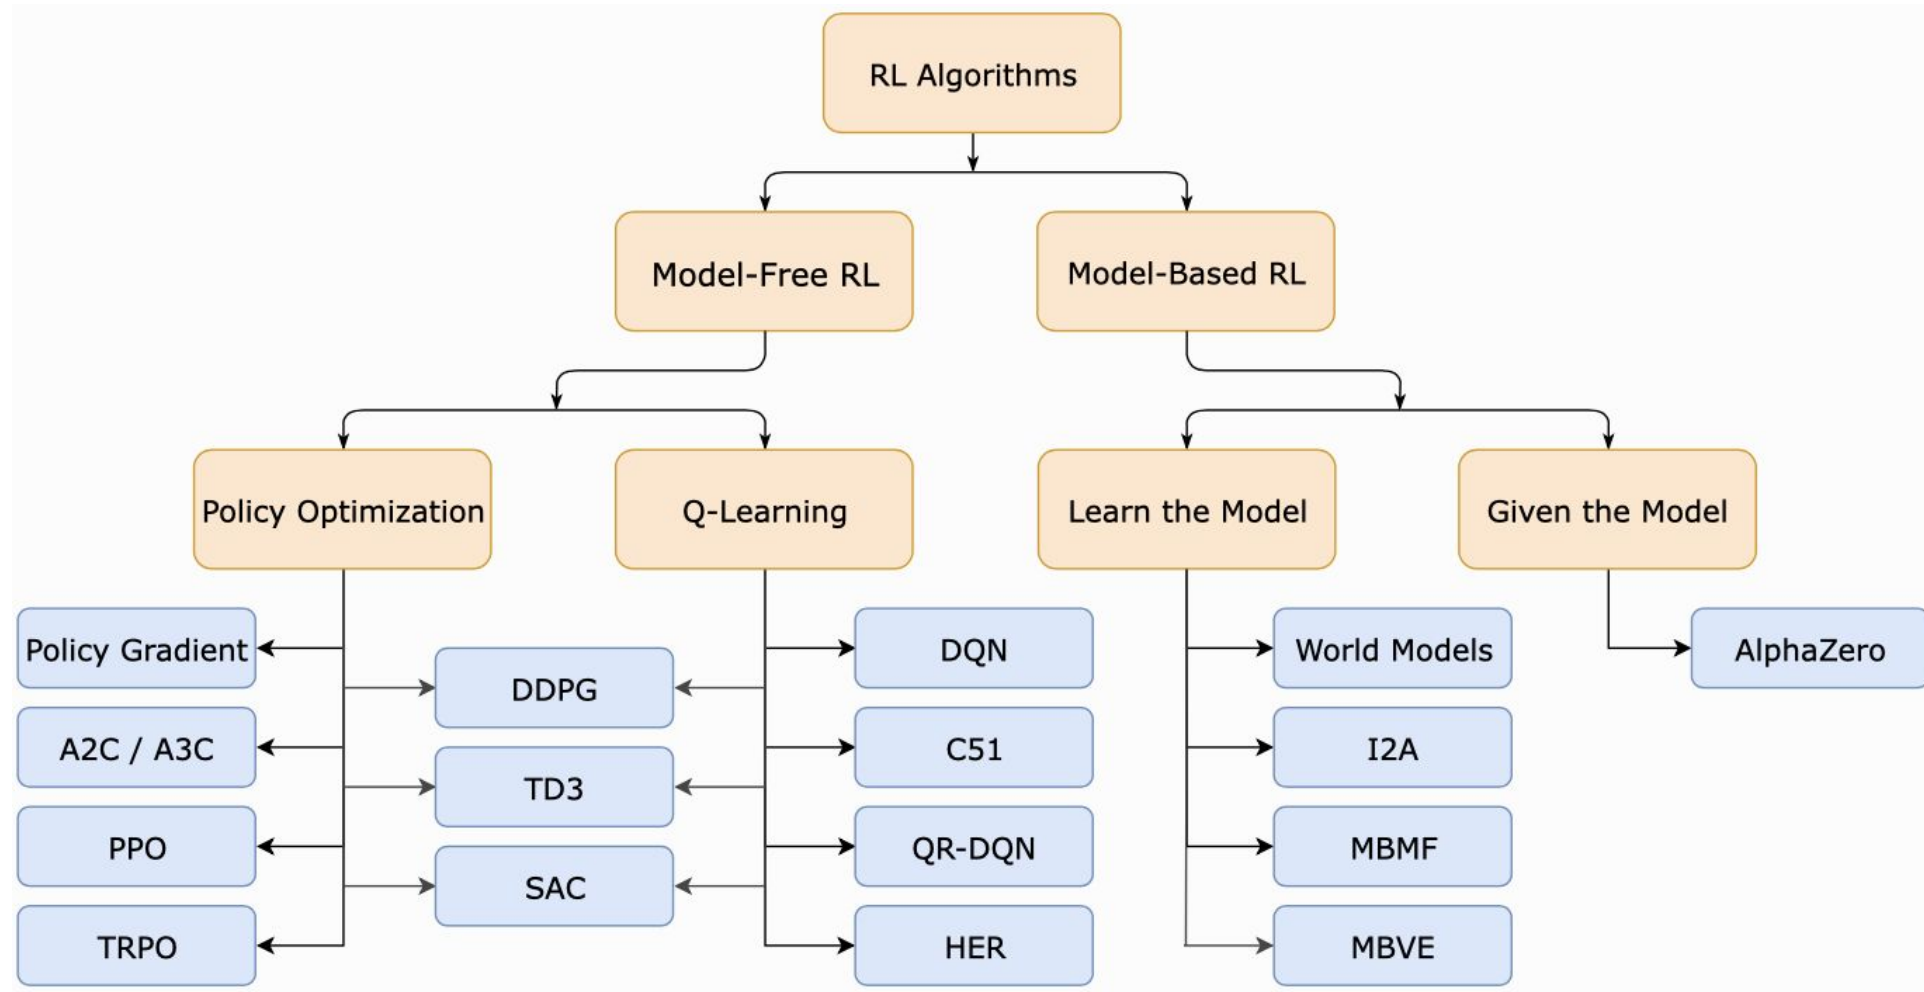 RL Algorithms
Model-Free RL
Model-Based RL
Policy Optimization
Q-Learning
Learn the Model
Given the Model
Policy Gradient
DDPG
DQN
World Models
AlphaZero
A2C / A3C
TD3
C51
I2A
PPO
SAC
QR-DQN
MBMF
TRPO
HER
MBVE